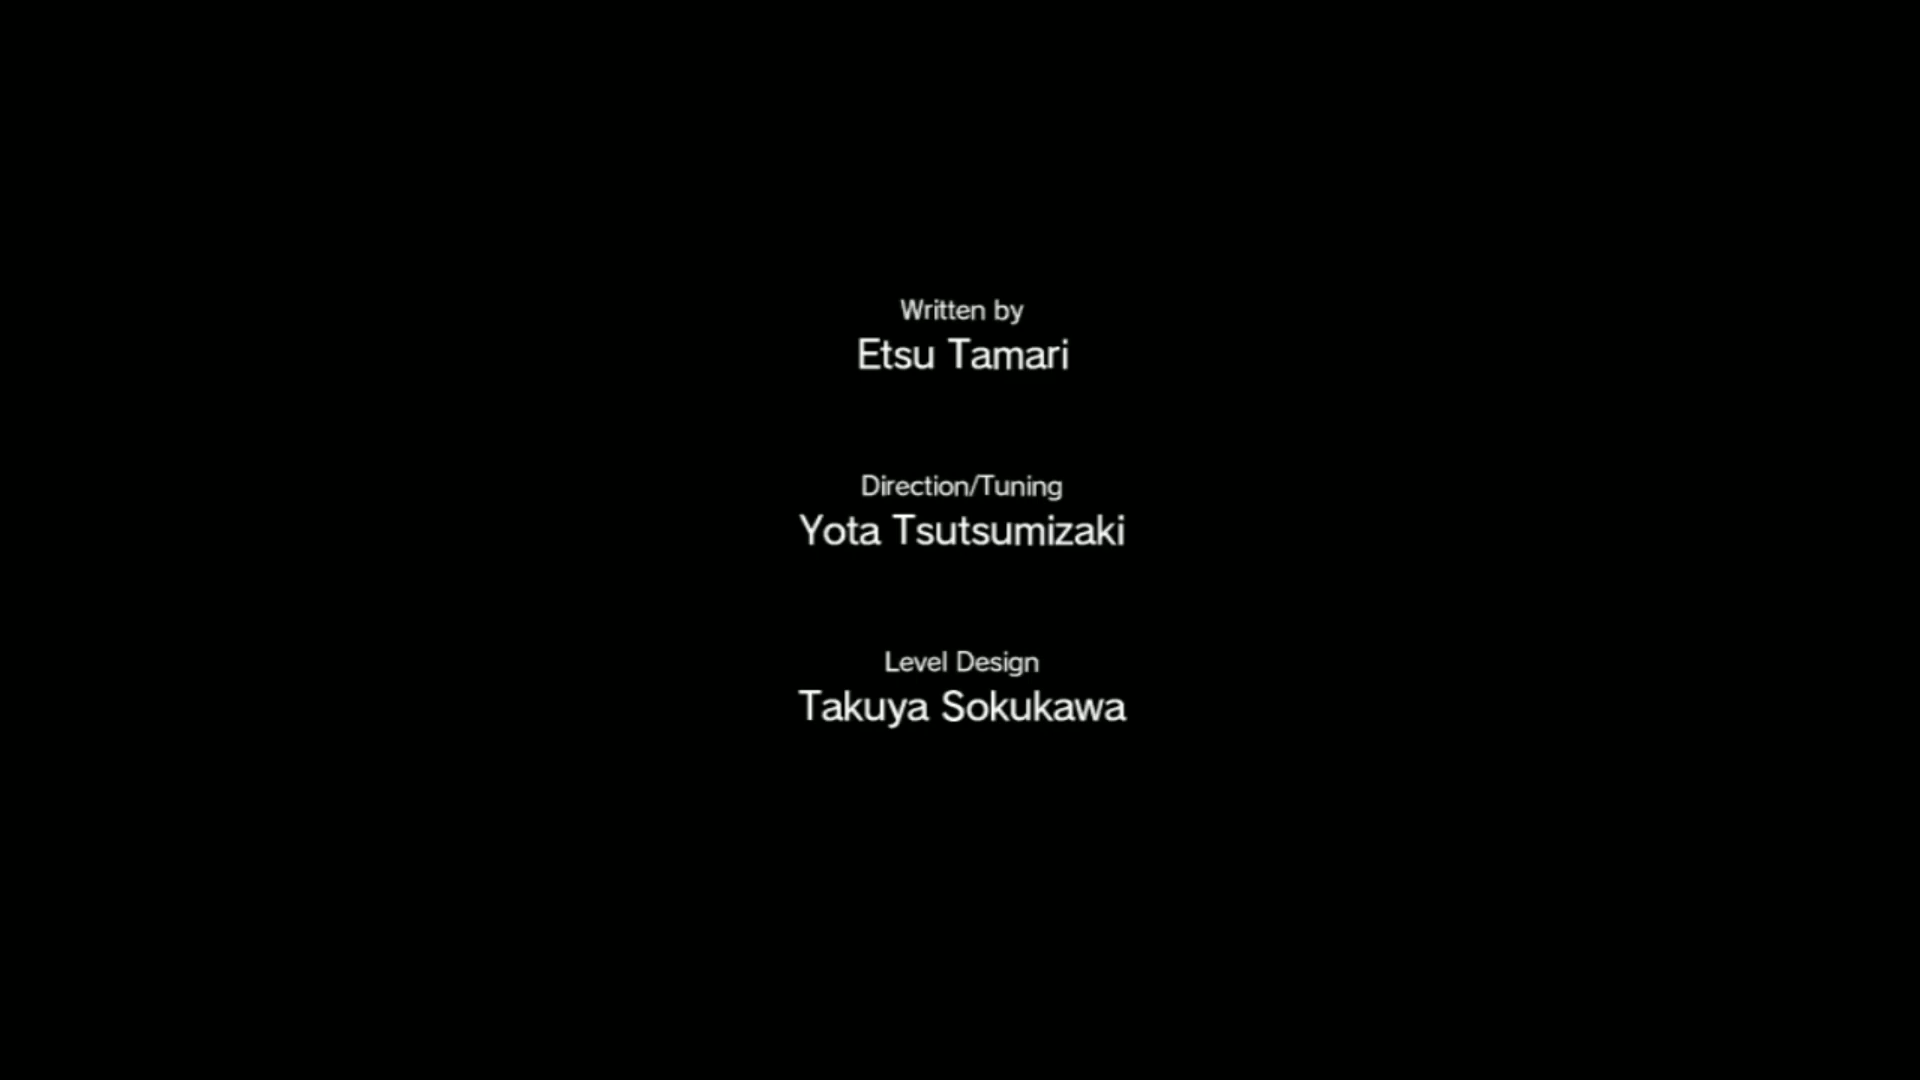 Written by
Etsu Tamari
Direction/Tuning
Yota Tsutsumizaki
Level Design
Takuya Sokukawa